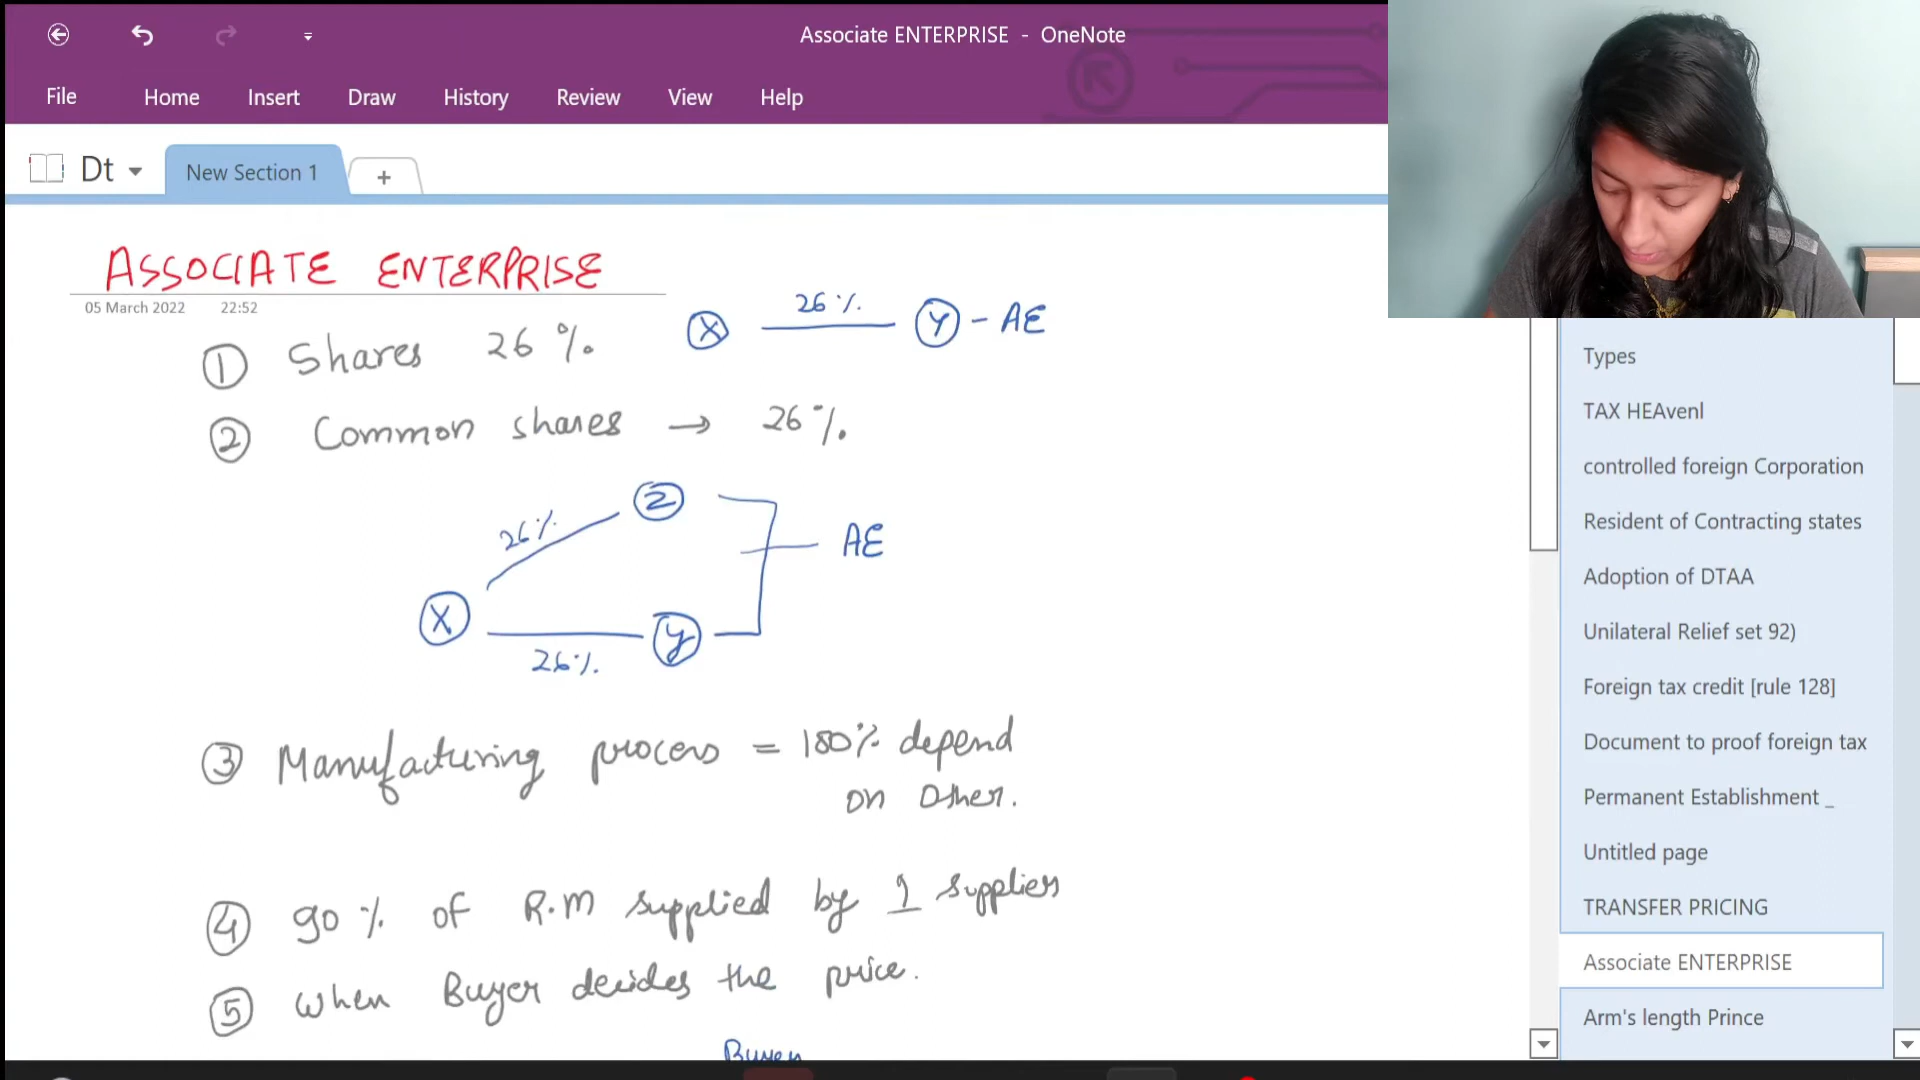 Associate ENTERPRISE - OneNote
File Home Insert Draw History Review View Help
Dt New Section 1 +
ASSOCIATE ENTERPRISE
05 March 2022 22:52
① Shares 26 %
X 26 %. Y - AE
② Common shares → 26 %.
26 %. Z
AE
X Y
26 %.
③ Manufacturing process = 100% depend
on Other.
④ 90 % of R.M supplied by 1 suppliers
⑤ When Buyer decides the price.
Buyer
Types
TAX HEAvenl
controlled foreign Corporation
Resident of Contracting states
Adoption of DTAA
Unilateral Relief set 92)
Foreign tax credit [rule 128]
Document to proof foreign tax
Permanent Establishment _
Untitled page
TRANSFER PRICING
Associate ENTERPRISE
Arm's length Prince